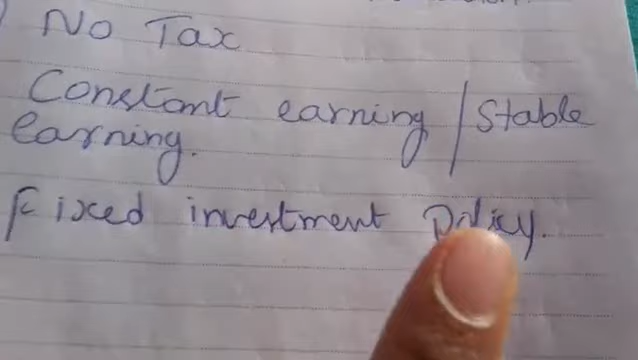 No Tax
Constant earning / Stable
earning.
Fixed investment Policy.